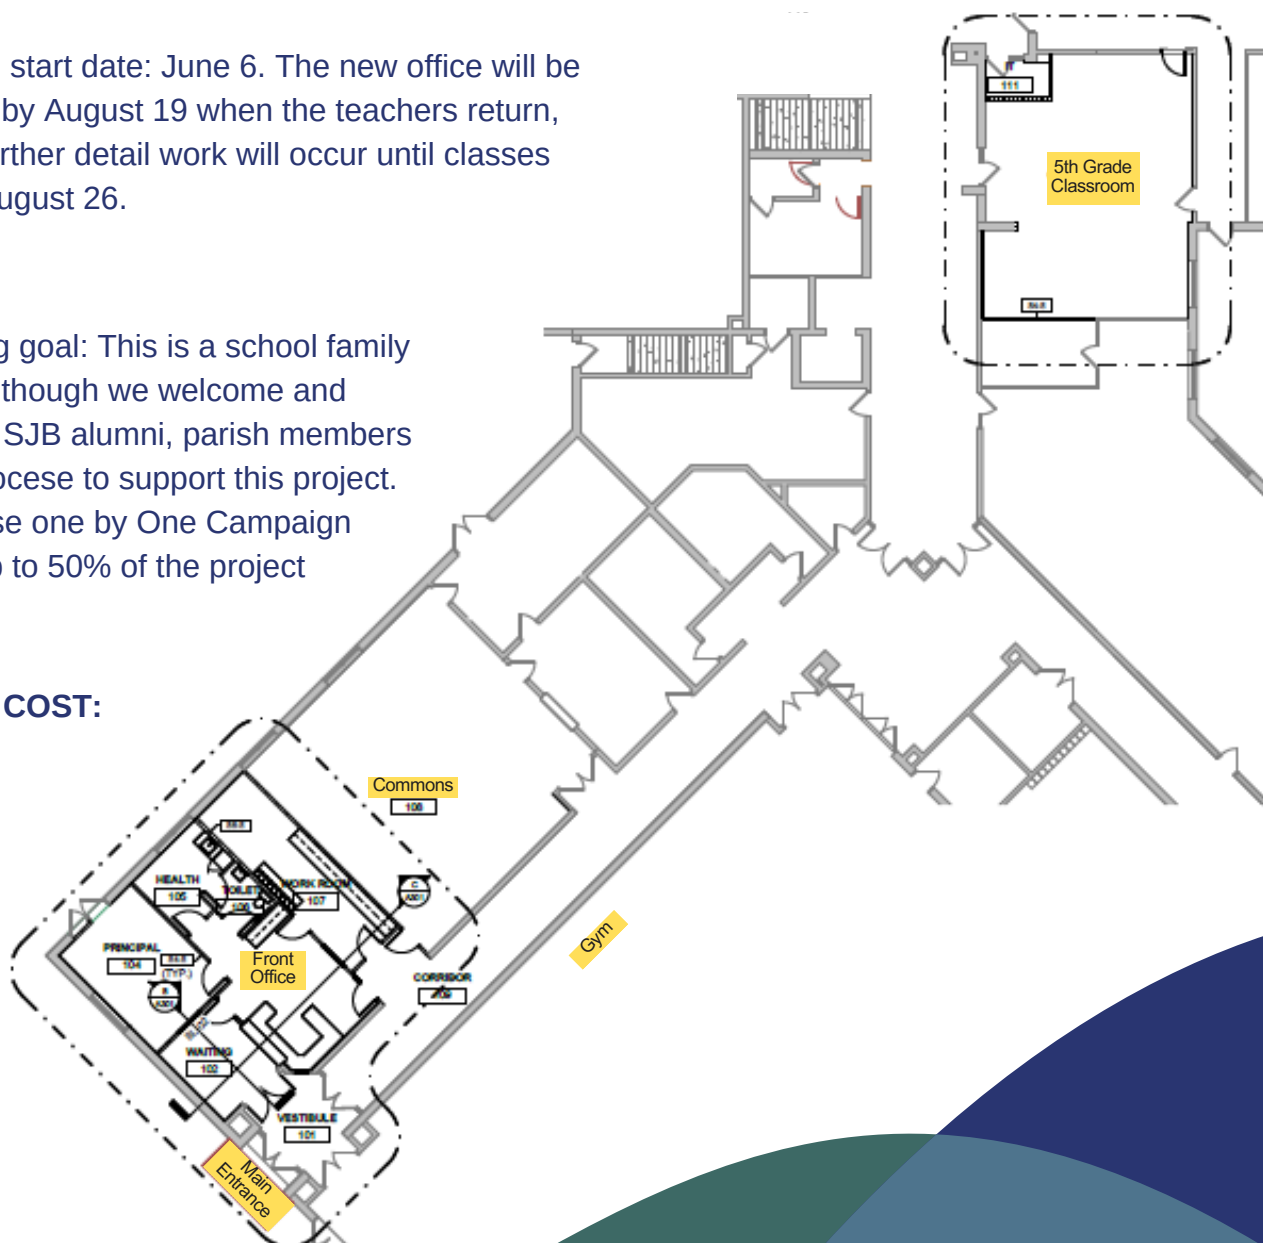 start date: June 6. The new office will be
by August 19 when the teachers return,
rther detail work will occur until classes
ugust 26.
g goal: This is a school family
though we welcome and
SJB alumni, parish members
ocese to support this project.
se one by One Campaign
o to 50% of the project
COST:
111
5th Grade
Classroom
Commons
108
HEALTH
105
TOILET
106
WORK ROOM
107
C
PRINCIPAL
104
(TYP.)
B
Front
Office
CORRIDOR
109
Gym
WAITING
102
VESTIBULE
101
Main
Entrance